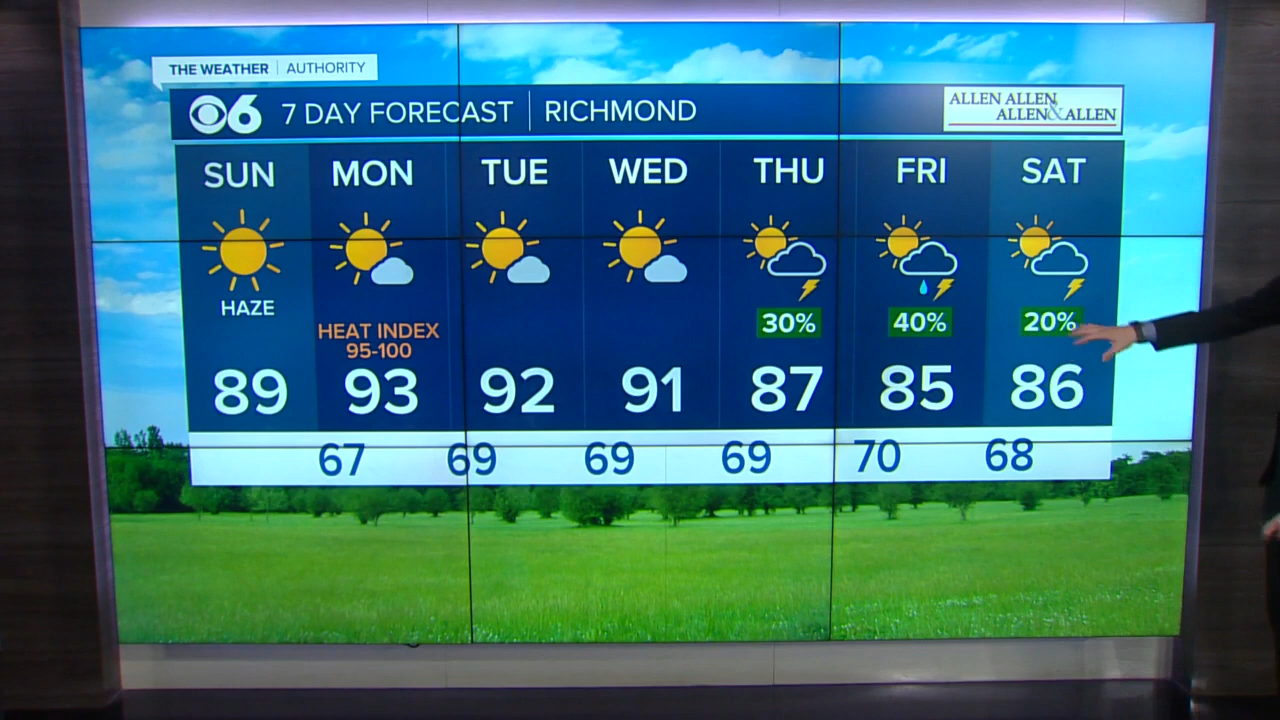 THE WEATHER | AUTHORITY
6 7 DAY FORECAST | RICHMOND
ALLEN ALLEN
ALLEN & ALLEN
SUN MON TUE WED THU FRI SAT
HAZE
HEAT INDEX
95-100
30% 40% 20%
89 93 92 91 87 85 86
67 69 69 69 70 68